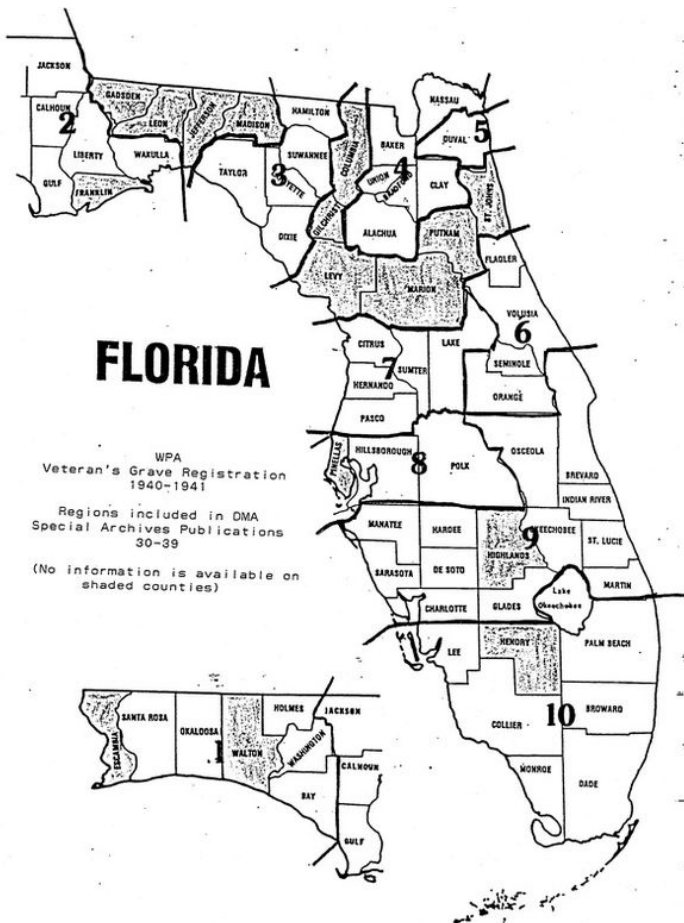 JACKSON
GADSDEN
CALHOUN
2
LEON
JEFFERSON
MADISON
HAMILTON
LIBERTY
WAXULLA
GULF
FRANKLIN
TAYLOR
3
SUWANNEE
YETTE
DIXIE
COLUMBIA
GILCHRIST
NASSAU
DUVAL
5
BAKER
4
UNION
BRADFORD
CLAY
ST. JOHNS
ALACHUA
PUTNAM
FLAGLER
LEVY
MARION
VOLUSIA
6
FLORIDA
CITRUS
LAKE
7
SUMTER
SEMINOLE
HERNANDO
ORANGE
PASCO
WPA
Veteran's Grave Registration
1940-1941
Regions included in DMA
Special Archives Publications
30-39
(No information is available on
shaded counties)
PINELLAS
HILLSBOROUGH
8
POLK
OSCEOLA
BREVARD
INDIAN RIVER
MANATEE
HARDEE
HIGHLANDS
9
KEECHOBEE
ST. LUCIE
SARASOTA
DE SOTO
MARTIN
CHARLOTTE
GLADES
Lake
Okeechobee
LEE
HENDRY
PALM BEACH
COLLIER
10
BROWARD
MONROE
DADE
ESCAMBIA
SANTA ROSA
OKALOOSA
WALTON
HOLMES
JACKSON
WASHINGTON
CALHOUN
BAY
GULF